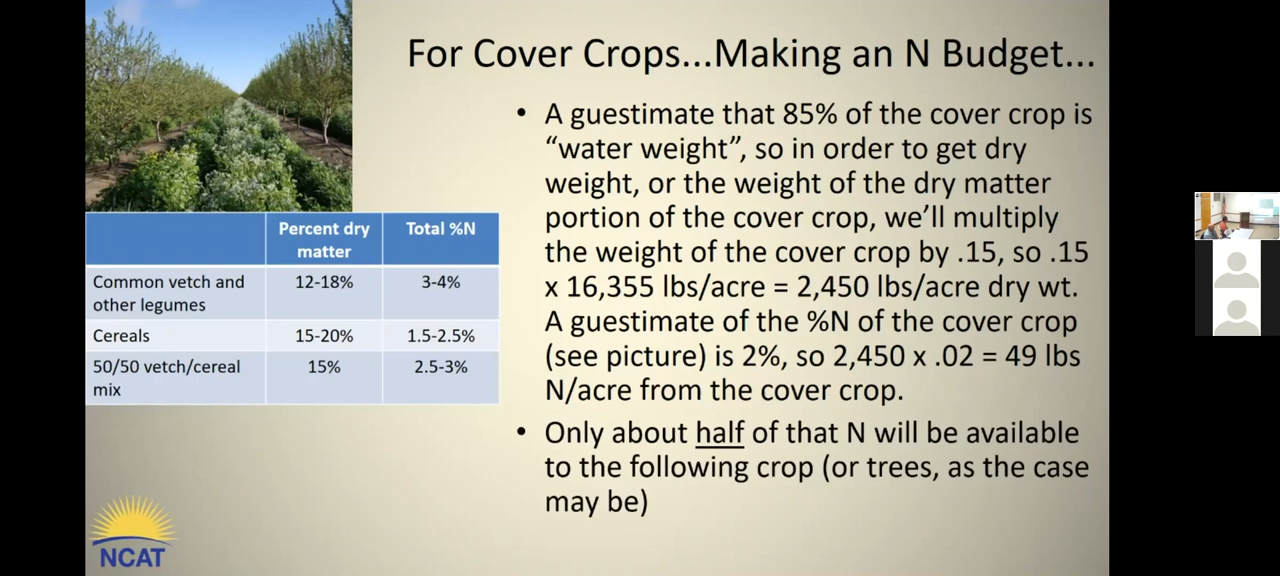 For Cover Crops...Making an N Budget...
• A guestimate that 85% of the cover crop is
“water weight”, so in order to get dry
weight, or the weight of the dry matter
portion of the cover crop, we’ll multiply
the weight of the cover crop by .15, so .15
x 16,355 lbs/acre = 2,450 lbs/acre dry wt.
A guestimate of the %N of the cover crop
(see picture) is 2%, so 2,450 x .02 = 49 lbs
N/acre from the cover crop.
• Only about half of that N will be available
to the following crop (or trees, as the case
may be)
Percent dry
matter
Total %N
Common vetch and
other legumes
12-18%
3-4%
Cereals
15-20%
1.5-2.5%
50/50 vetch/cereal
mix
15%
2.5-3%
NCAT